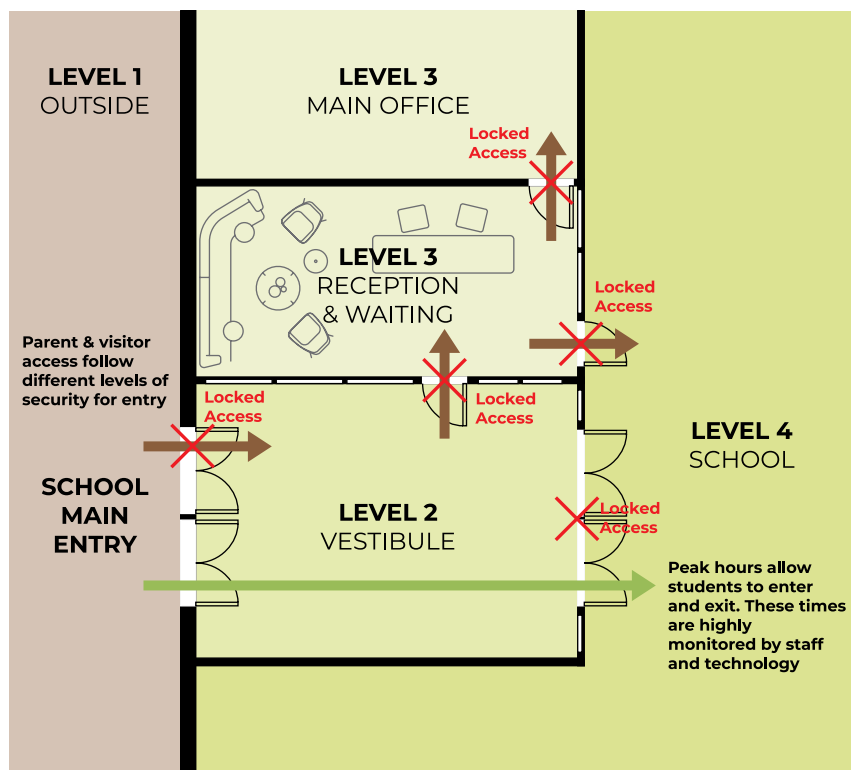 LEVEL 1
OUTSIDE
LEVEL 3
MAIN OFFICE
Locked
Access
LEVEL 3
RECEPTION
& WAITING
Locked
Access
Parent & visitor
access follow
different levels of
security for entry
Locked
Access
Locked
Access
LEVEL 4
SCHOOL
SCHOOL
MAIN
ENTRY
LEVEL 2
VESTIBULE
Locked
Access
Peak hours allow
students to enter
and exit. These times
are highly
monitored by staff
and technology